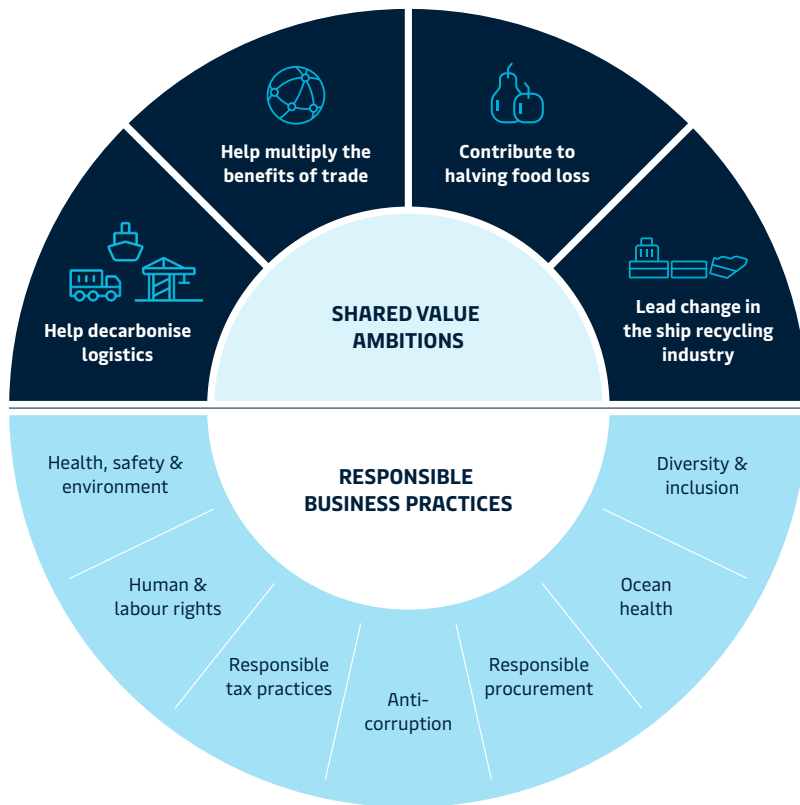 Help multiply the
benefits of trade
Contribute to
halving food loss
Help decarbonise
logistics
Lead change in
the ship recycling
industry
SHARED VALUE
AMBITIONS
RESPONSIBLE
BUSINESS PRACTICES
Health, safety &
environment
Human &
labour rights
Responsible
tax practices
Anti-
corruption
Responsible
procurement
Ocean
health
Diversity &
inclusion